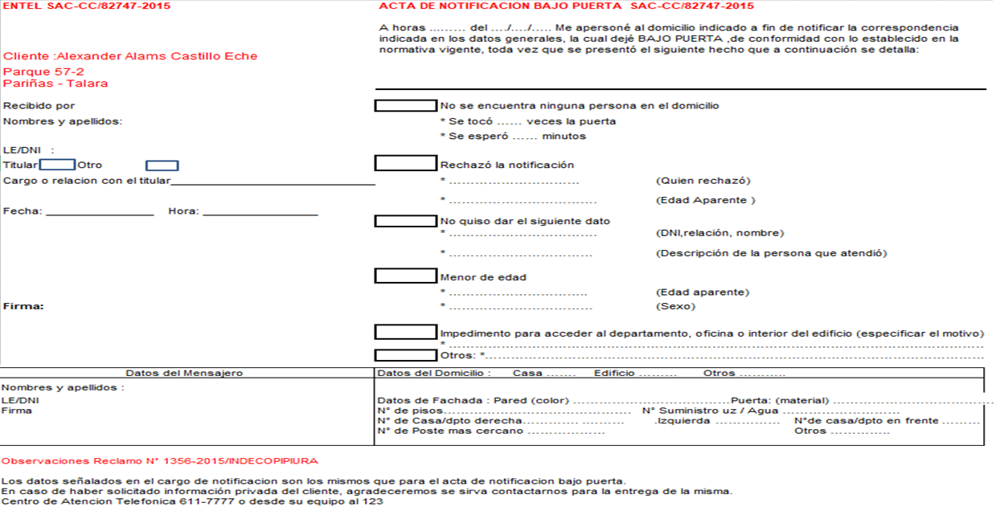 ENTEL SAC-CC/82747-2015
Cliente :Alexander Alams Castillo Eche
Parque 57-2
Pariñas - Talara
Recibido por
Nombres y apellidos:
LE/DNI :
Titular Otro
Cargo o relacion con el titular___________________________
Fecha: ______________ Hora: _______________
Firma:
ACTA DE NOTIFICACION BAJO PUERTA SAC-CC/82747-2015
A horas ......... del ..../..../..... Me apersoné al domicilio indicado a fin de notificar la correspondencia
indicada en los datos generales, la cual dejé BAJO PUERTA ,de conformidad con lo establecido en la
normativa vigente, toda vez que se presentó el siguiente hecho que a continuación se detalla:
No se encuentra ninguna persona en el domicilio
* Se tocó ...... veces la puerta
* Se esperó ...... minutos
Rechazó la notificación
* ............................. (Quien rechazó)
* ................................. (Edad Aparente )
No quiso dar el siguiente dato
* ................................. (DNI,relación, nombre)
* ................................ (Descripción de la persona que atendió)
Menor de edad
* ............................... (Edad aparente)
* ................................ (Sexo)
Impedimento para acceder al departamento, oficina o interior del edificio (especificar el motivo)
* ................................................................................
Otros: *................................................................................
Datos del Mensajero
Nombres y apellidos :
LE/DNI
Firma
Datos del Domicilio : Casa ....... Edificio ......... Otros ...........
Datos de Fachada : Pared (color) ...................................Puerta: (material) ...................................
N° de pisos.......................................... N° Suministro uz / Agua ..........................
N° de Casa/dpto derecha............ ......... .Izquierda .............. N°de casa/dpto en frente .........
N° de Poste mas cercano ................. Otros .............
Observaciones Reclamo N° 1356-2015/INDECOPIPIURA
Los datos señalados en el cargo de notificacion son los mismos que para el acta de notificacion bajo puerta.
En caso de haber solicitado información privada del cliente, agradeceremos se sirva contactarnos para la entrega de la misma.
Centro de Atencion Telefonica 611-7777 o desde su equipo al 123